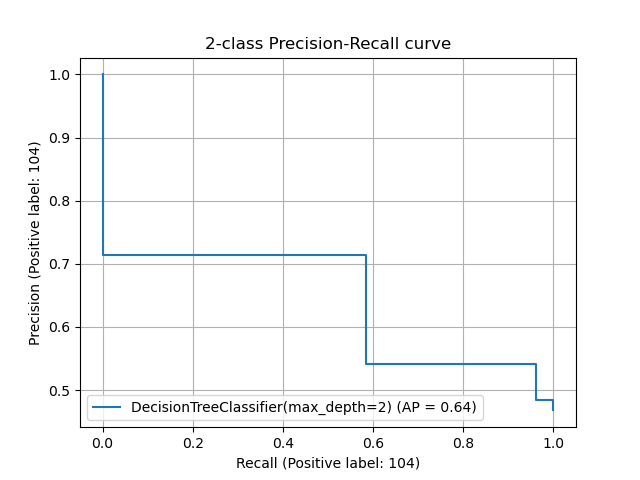 2-class Precision-Recall curve
1.0
0.9
0.8
0.7
0.6
0.5
Precision (Positive label: 104)
DecisionTreeClassifier(max_depth=2) (AP = 0.64)
0.0 0.2 0.4 0.6 0.8 1.0
Recall (Positive label: 104)